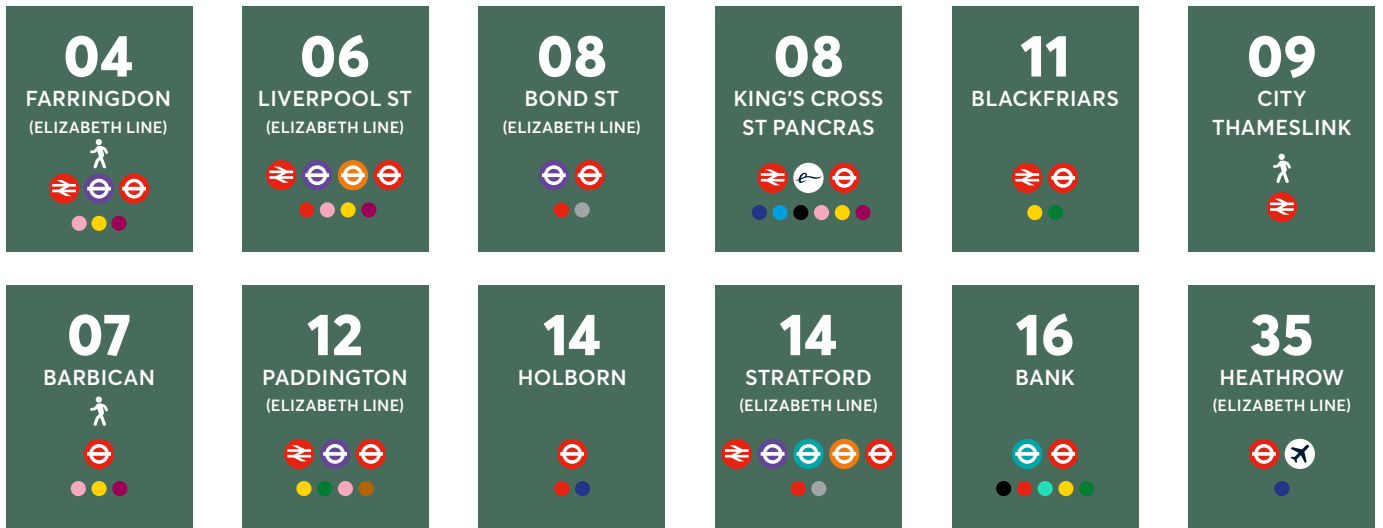 04
FARRINGDON
(ELIZABETH LINE)
06
LIVERPOOL ST
(ELIZABETH LINE)
08
BOND ST
(ELIZABETH LINE)
08
KING'S CROSS
ST PANCRAS
11
BLACKFRIARS
09
CITY
THAMESLINK
07
BARBICAN
12
PADDINGTON
(ELIZABETH LINE)
14
HOLBORN
14
STRATFORD
(ELIZABETH LINE)
16
BANK
35
HEATHROW
(ELIZABETH LINE)